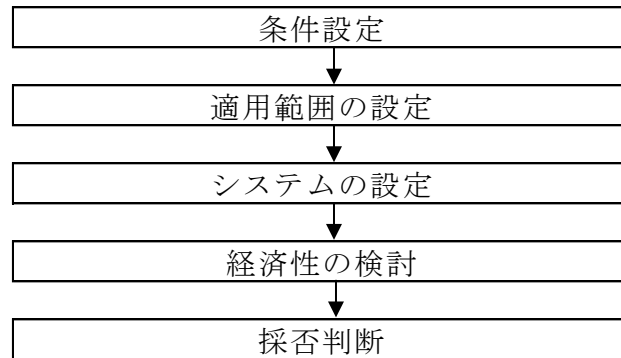 条件設定
適用範囲の設定
システムの設定
経済性の検討
採否判断